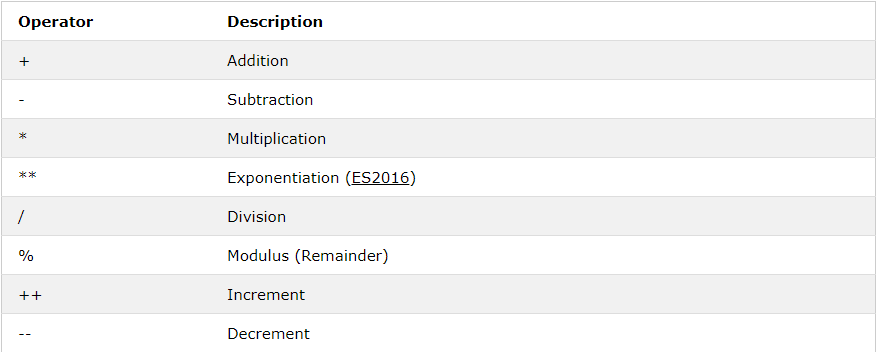 Operator Description
+ Addition
- Subtraction
* Multiplication
** Exponentiation (ES2016)
/ Division
% Modulus (Remainder)
++ Increment
-- Decrement